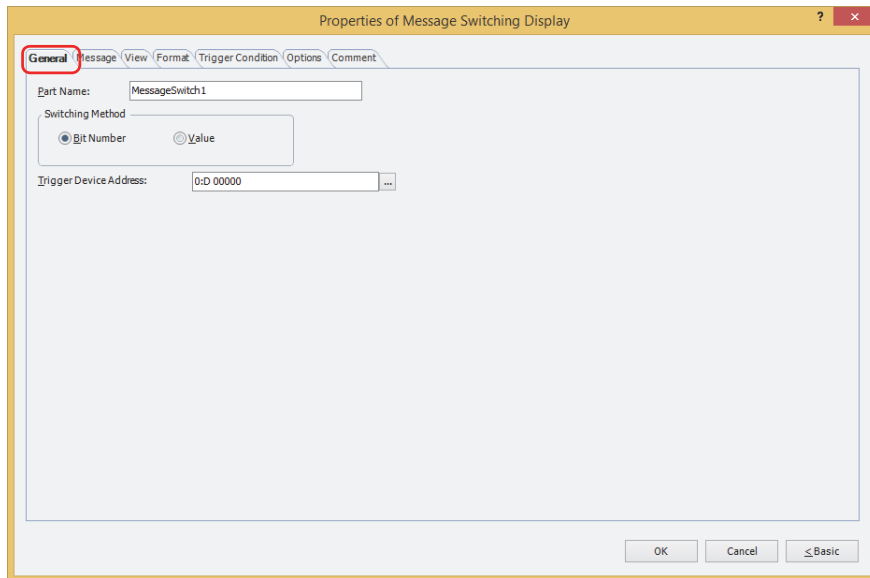 Properties of Message Switching Display
? ×
General Message View Format Trigger Condition Options Comment
Part Name: MessageSwitch1
Switching Method
Bit Number Value
Trigger Device Address: 0:D 00000 ...
OK Cancel < Basic